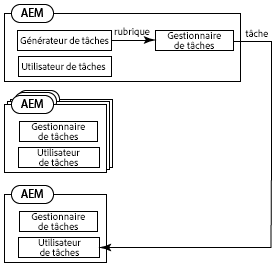 AEM
Générateur de tâches
rubrique
Gestionnaire
de tâches
tâche
Utilisateur de tâches
AEM
Gestionnaire
de tâches
Utilisateur
de tâches
AEM
Gestionnaire
de tâches
Utilisateur
de tâches